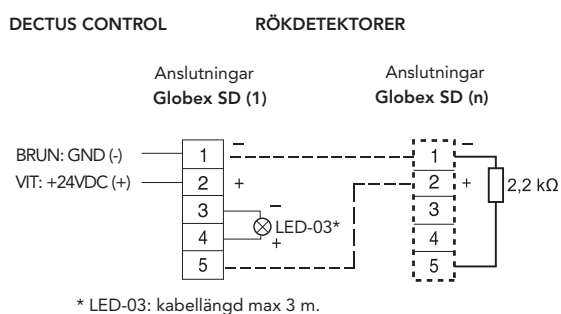 DECTUS CONTROL RÖKDETEKTORER
Anslutningar Anslutningar
Globex SD (1) Globex SD (n)
BRUN: GND (-) 1 – 1 –
VIT: +24VDC (+) 2 + 2 + 2,2 kΩ
3 – 3
LED-03*
4 + 4
5 5
* LED-03: kabellängd max 3 m.